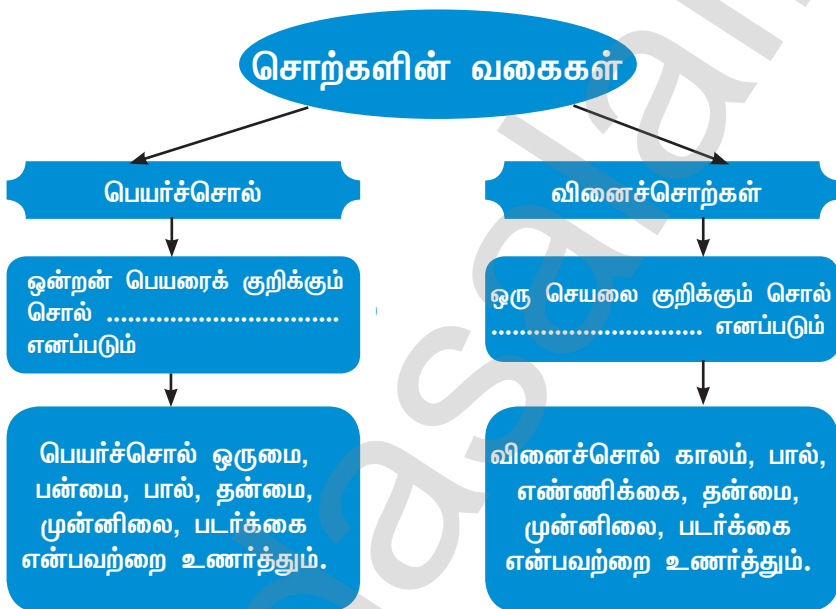 சொற்களின் வகைகள்
பெயர்ச்சொல்
ஒன்றன் பெயரைக் குறிக்கும்
சொல் .................................
எனப்படும்
பெயர்ச்சொல் ஒருமை,
பன்மை, பால், தன்மை,
முன்னிலை, படர்க்கை
என்பவற்றை உணர்த்தும்.
வினைச்சொற்கள்
ஒரு செயலை குறிக்கும் சொல்
.............................. எனப்படும்
வினைச்சொல் காலம், பால்,
எண்ணிக்கை, தன்மை,
முன்னிலை, படர்க்கை
என்பவற்றை உணர்த்தும்.